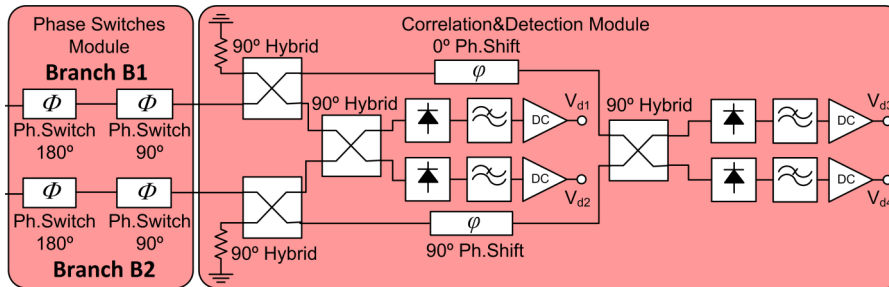 Phase Switches
Module
Branch B1
Φ
Φ
Ph.Switch
180º
Ph.Switch
90º
Φ
Φ
Ph.Switch
180º
Ph.Switch
90º
Branch B2
Correlation&Detection Module
90º Hybrid
0º Ph.Shift
φ
90º Hybrid
DC
Vd1
DC
Vd2
90º Hybrid
φ
90º Ph.Shift
90º Hybrid
DC
Vd3
DC
Vd4